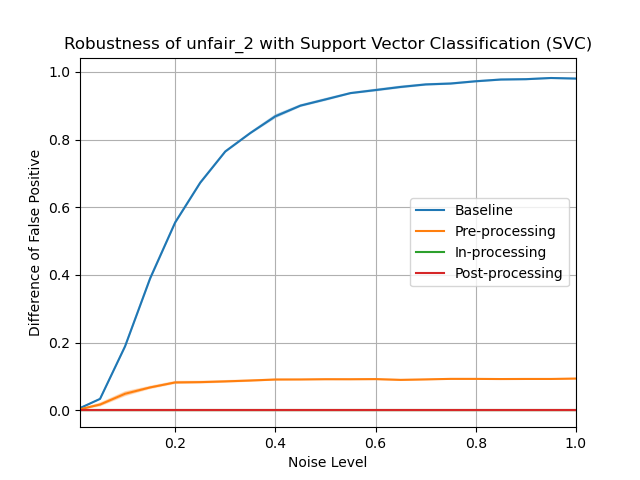 Robustness of unfair_2 with Support Vector Classification (SVC)
1.0
0.8
0.6
0.4
0.2
0.0
Difference of False Positive
Baseline
Pre-processing
In-processing
Post-processing
0.2 0.4 0.6 0.8 1.0
Noise Level